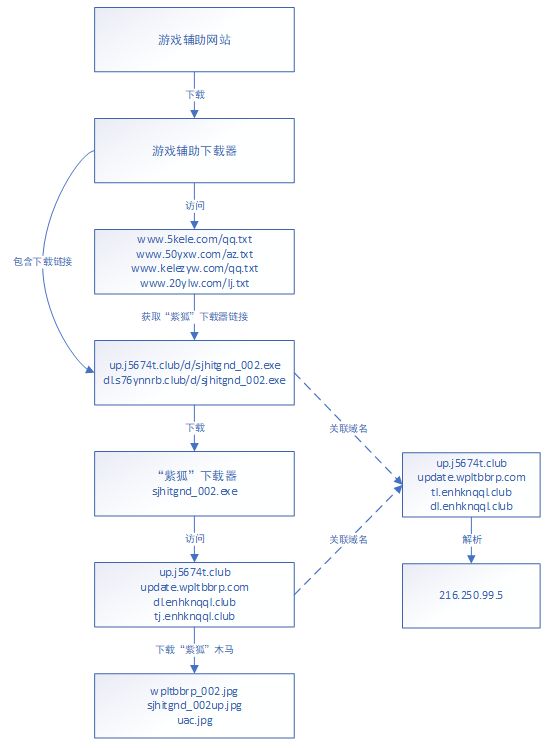 游戏辅助网站
下载
游戏辅助下载器
访问
包含下载链接
www.5kele.com/qq.txt
www.50yxw.com/az.txt
www.kelezyw.com/qq.txt
www.20ylw.com/lj.txt
获取“紫狐”下载器链接
up.j5674t.club/d/sjhitgnd_002.exe
dl.s76ynnrb.club/d/sjhitgnd_002.exe
下载
关联域名
“紫狐”下载器
sjhitgnd_002.exe
访问
关联域名
up.j5674t.club
update.wpltbbrp.com
tl.enhknqql.club
dl.enhknqql.club
解析
216.250.99.5
up.j5674t.club
update.wpltbbrp.com
dl.enhknqql.club
tj.enhknqql.club
下载“紫狐”木马
wpltbbrp_002.jpg
sjhitgnd_002up.jpg
uac.jpg